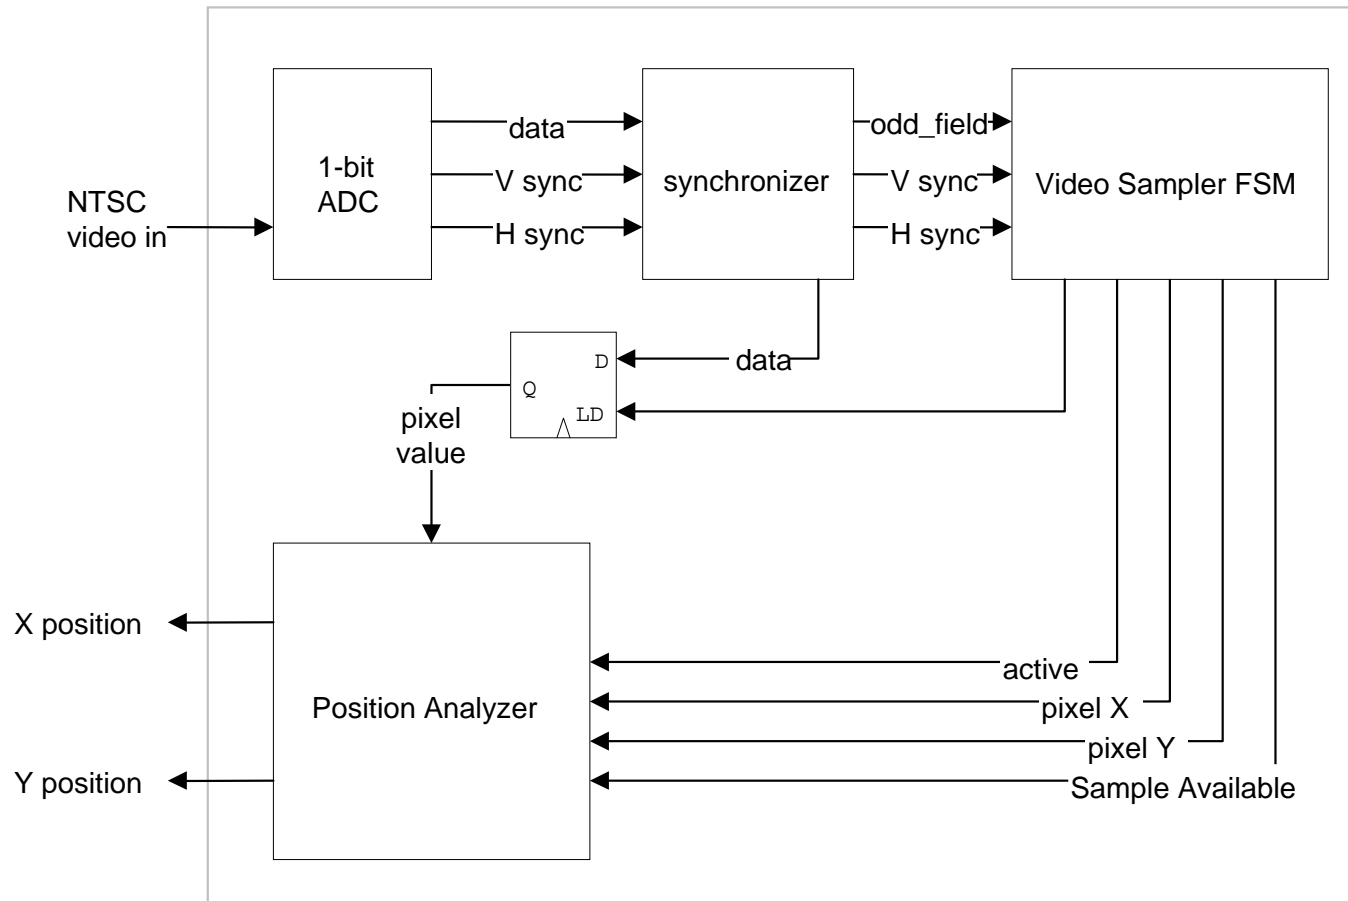 data
odd_field
1-bit
ADC
V sync
synchronizer
V sync
Video Sampler FSM
NTSC
video in
H sync
H sync
D
data
Q
LD
pixel
value
X position
active
Position Analyzer
pixel X
pixel Y
Y position
Sample Available